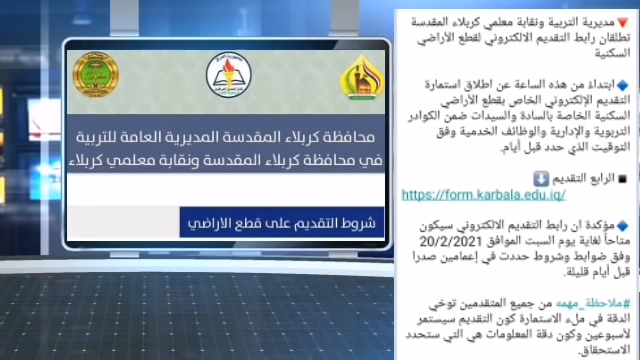 محافظة كربلاء المقدسة المديرية العامة للتربية
في محافظة كربلاء المقدسة ونقابة معلمي كربلاء
شروط التقديم على قطع الاراضي
🔻مديرية التربية ونقابة معلمي كربلاء المقدسة
تطلقان رابط التقديم الالكتروني لقطع الأراضي
السكنية
🔷ابتداءً من هذه الساعة عن اطلاق استمارة
التقديم الإلكتروني الخاص بقطع الأراضي
السكنية الخاصة بالسادة والسيدات ضمن الكوادر
التربوية والإدارية والوظائف الخدمية وفق
التوقيت الذي حدد قبل أيام.
◾الرابع التقديم ⬇️
https://form.karbala.edu.iq/
🔷مؤكدة ان رابط التقديم الالكتروني سيكون
متاحاً لغاية يوم السبت الموافق 20/2/2021
وفق ضوابط وشروط حددت في إعمامين صدرا
قبل أيام قليلة.
#ملاحظة_مهمه من جميع المتقدمين توخي
الدقة في ملء الاستمارة كون التقديم سيستمر
لأسبوعين وكون دقة المعلومات هي التي ستحدد
الاستحقاق.